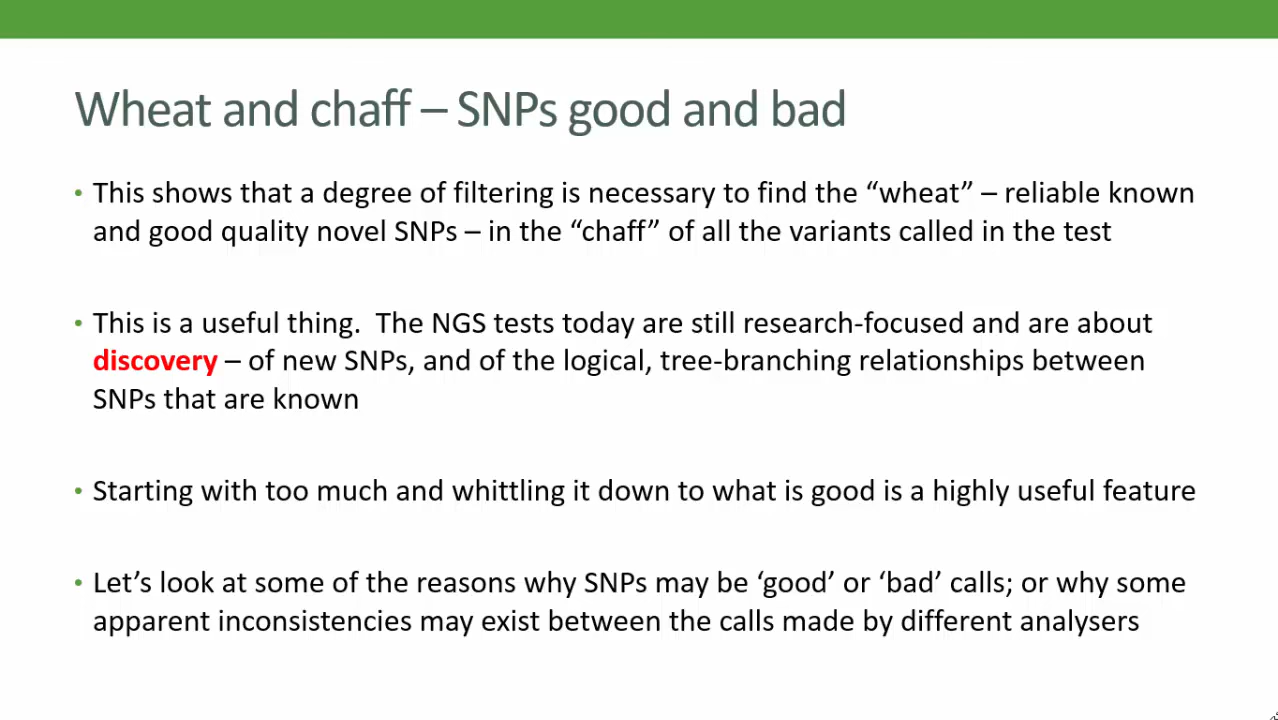 Wheat and chaff – SNPs good and bad
• This shows that a degree of filtering is necessary to find the “wheat” – reliable known
and good quality novel SNPs – in the “chaff” of all the variants called in the test
• This is a useful thing.  The NGS tests today are still research-focused and are about
discovery – of new SNPs, and of the logical, tree-branching relationships between
SNPs that are known
• Starting with too much and whittling it down to what is good is a highly useful feature
• Let’s look at some of the reasons why SNPs may be ‘good’ or ‘bad’ calls; or why some
apparent inconsistencies may exist between the calls made by different analysers